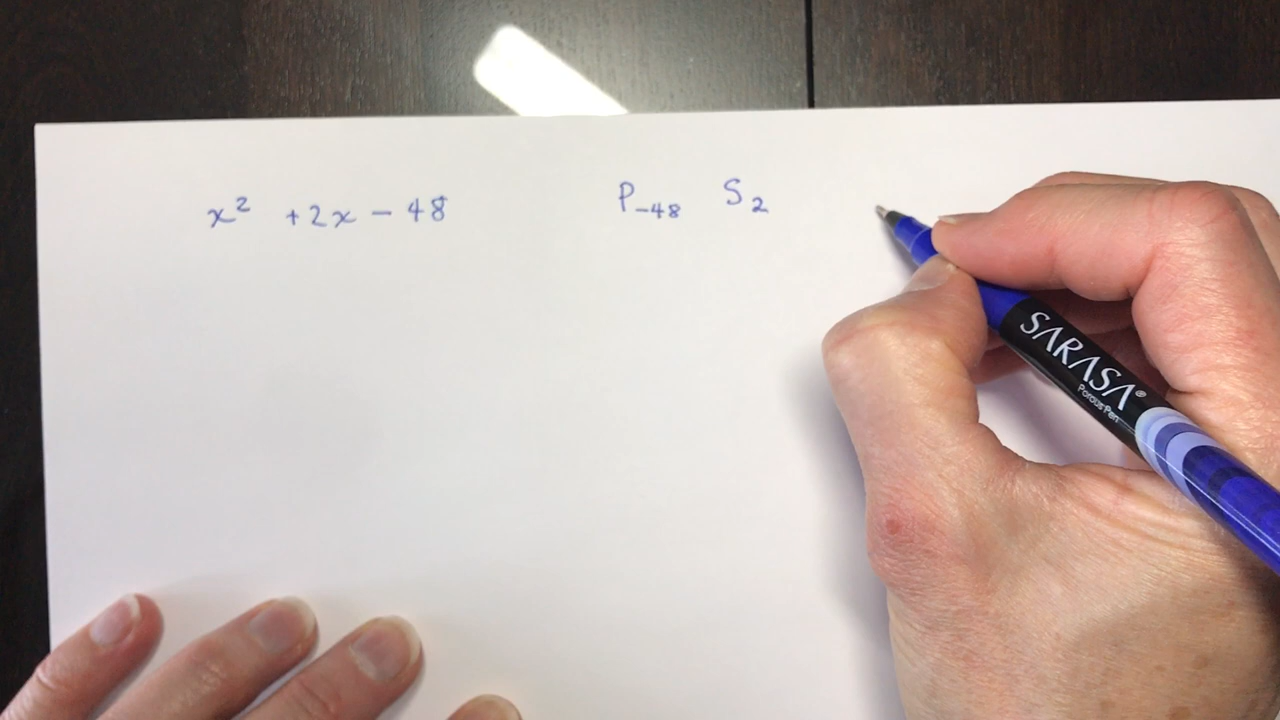 x² + 2x - 48 P₋₄₈ S₂
SARASA®
Porous Pen